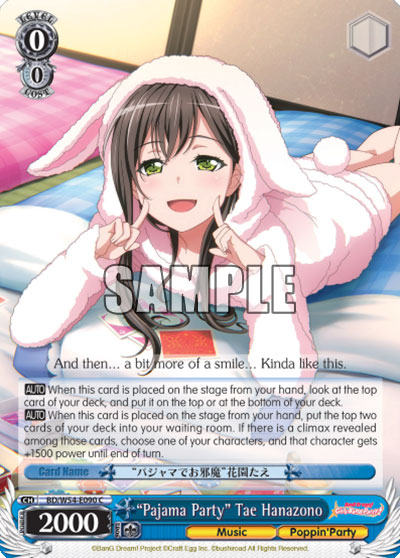 LEVEL
0
0
COST
SAMPLE
And then... a bit more of a smile... Kinda like this.
AUTO When this card is placed on the stage from your hand, look at the top
card of your deck, and put it on the top or at the bottom of your deck.
AUTO When this card is placed on the stage from your hand, put the top two
cards of your deck into your waiting room. If there is a climax revealed
among those cards, choose one of your characters, and that character gets
+1500 power until end of turn.
Card Name
“パジャマでお邪魔”花園たえ
CH BD/W54-E090 C
POWER
2000
“Pajama Party” Tae Hanazono
Music
Poppin'Party
©BanG Dream! Project ©Craft Egg Inc. ©bushiroad All Rights Reserved.